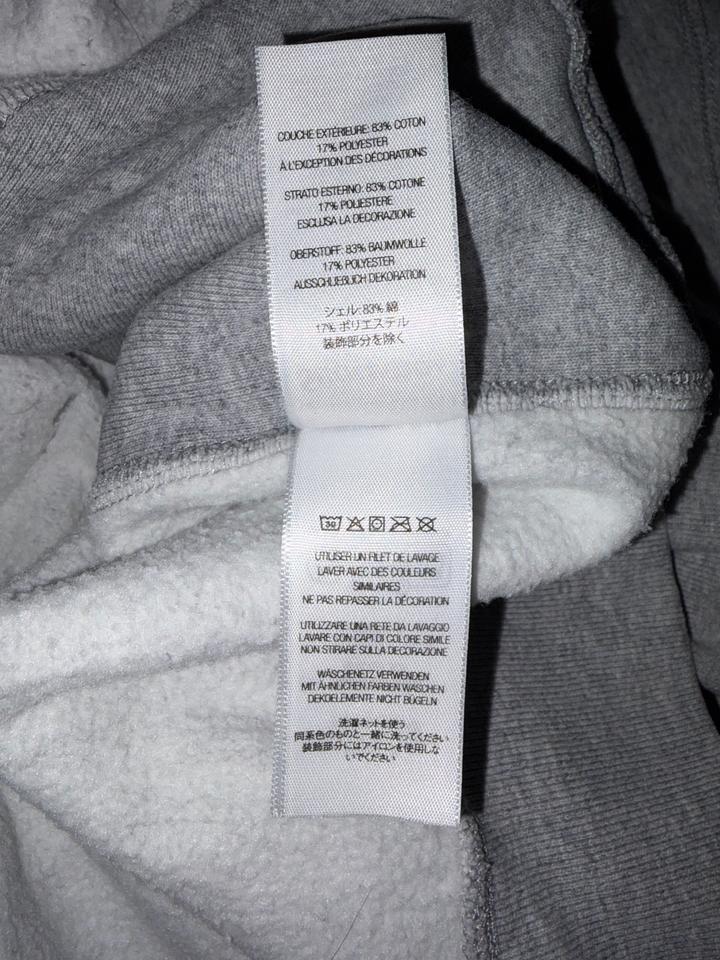 COUCHE EXTÉRIEURE: 83% COTON
17% POLYESTER
À L'EXCEPTION DES DÉCORATIONS
STRATO ESTERNO: 83% COTONE
17% POLIESTERE
ESCLUSA LA DECORAZIONE
OBERSTOFF: 83% BAUMWOLLE
17% POLYESTER
AUSSCHLIEßLICH DEKORATION
シェル: 83% 綿
17% ポリエステル
装飾部分を除く
30
UTILISER UN FILET DE LAVAGE
LAVER AVEC DES COULEURS
SIMILAIRES
NE PAS REPASSER LA DÉCORATION
UTILIZZARE UNA RETE DA LAVAGGIO
LAVARE CON CAPI DI COLORE SIMILE
NON STIRARE SULLA DECORAZIONE
WÄSCHENETZ VERWENDEN
MIT ÄHNLICHEN FARBEN WASCHEN
DEKOELEMENTE NICHT BÜGELN
洗濯ネットを使う
同系色のものと一緒に洗ってください
装飾部分にはアイロンを使用しな
いでください